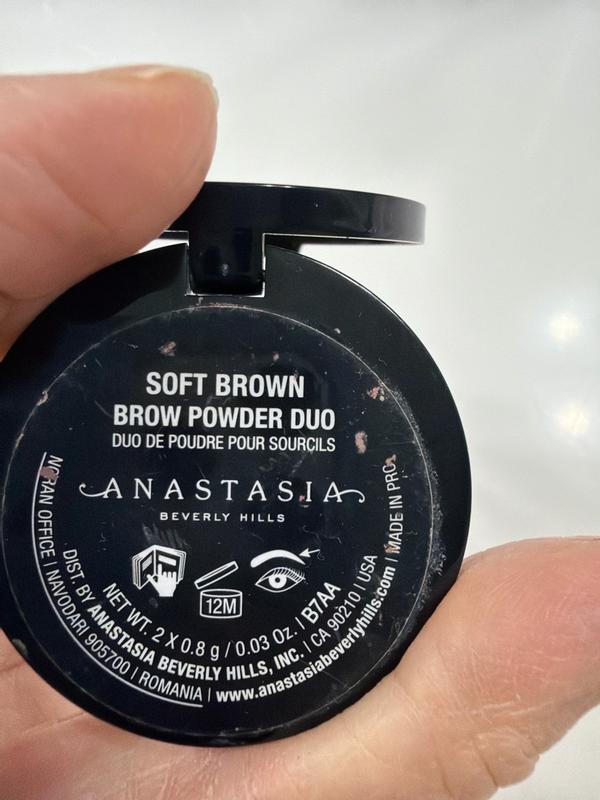 SOFT BROWN
BROW POWDER DUO
DUO DE POUDRE POUR SOURCILS
ANASTASIA
BEVERLY HILLS
12M
NET WT. 2 X 0.8 g / 0.03 Oz. | B7AA
DIST. BY ANASTASIA BEVERLY HILLS, INC. | CA 90210 | USA
OFFICE | NAVODARI 905700 | ROMANIA | www.anastasiabeverlyhills.com | MADE IN PRC